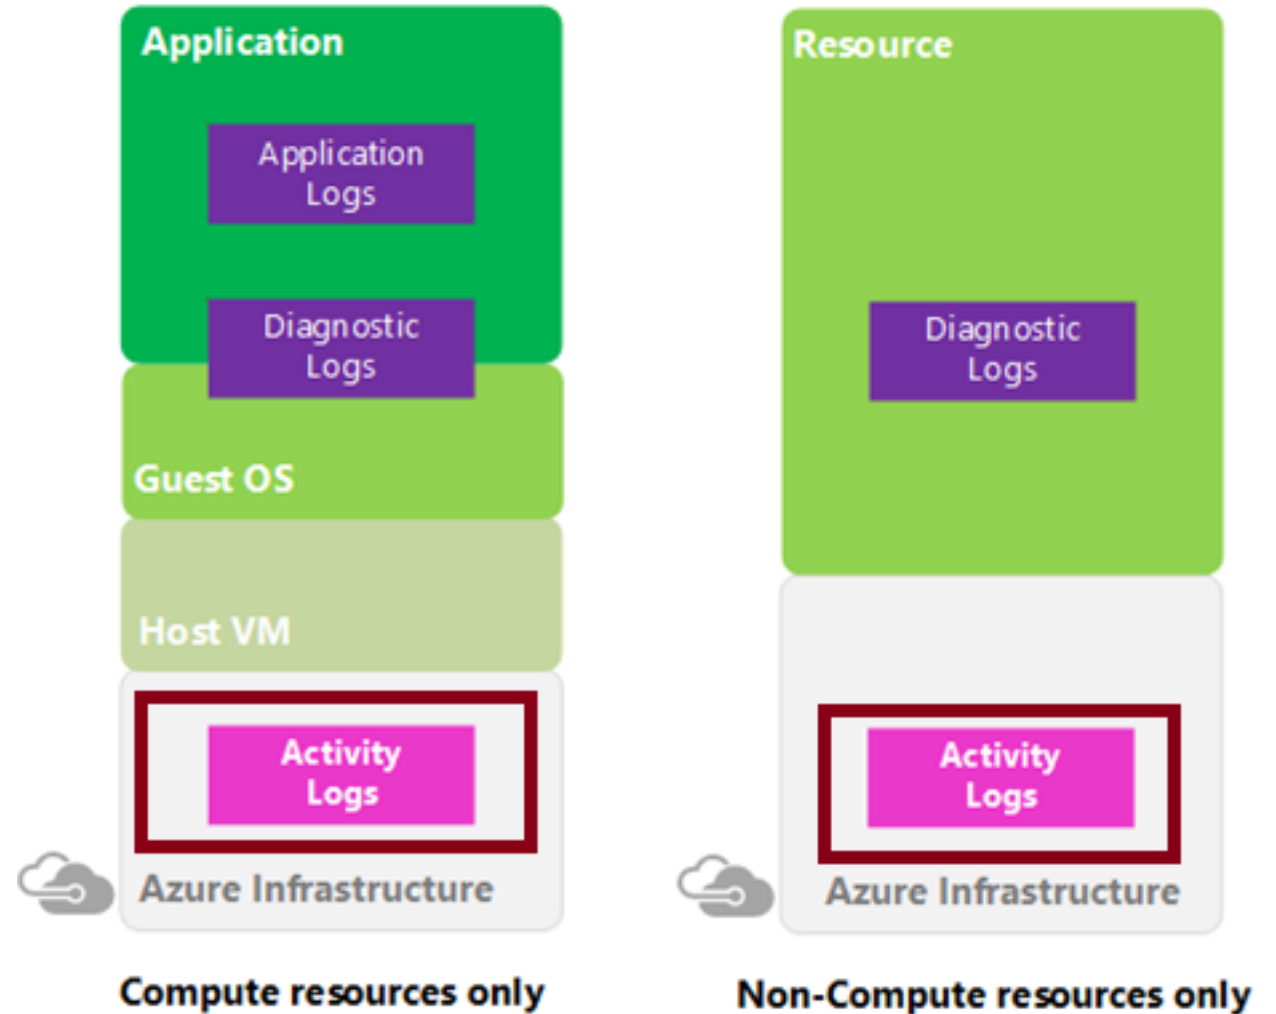 Application
Application
Logs
Diagnostic
Logs
Guest OS
Host VM
Activity
Logs
Azure Infrastructure
Compute resources only
Resource
Diagnostic
Logs
Activity
Logs
Azure Infrastructure
Non-Compute resources only